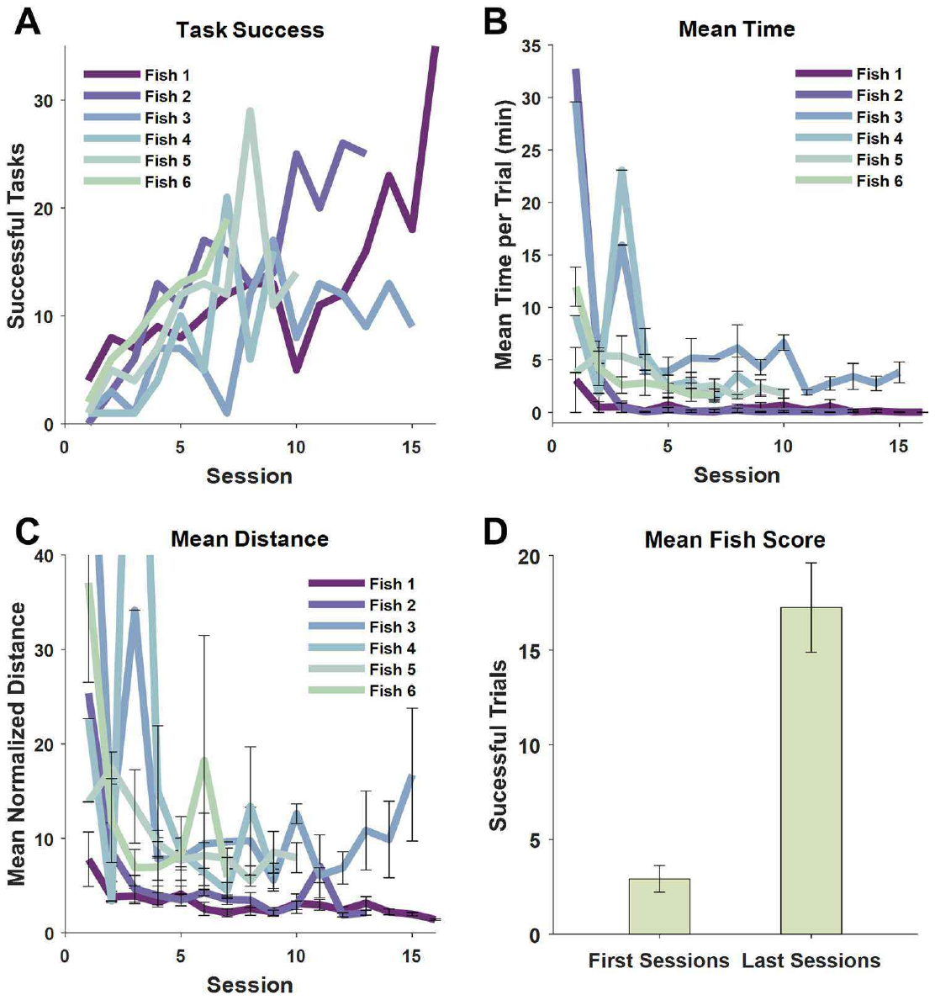 A
Task Success
Successful Tasks
30
20
10
0
Fish 1
Fish 2
Fish 3
Fish 4
Fish 5
Fish 6
0 5 10 15
Session
B
Mean Time
Mean Time per Trial (min)
35
30
25
20
15
10
5
0
Fish 1
Fish 2
Fish 3
Fish 4
Fish 5
Fish 6
0 5 10 15
Session
C
Mean Distance
Mean Normalized Distance
40
30
20
10
0
Fish 1
Fish 2
Fish 3
Fish 4
Fish 5
Fish 6
0 5 10 15
Session
D
Mean Fish Score
Sucessful Trials
20
15
10
5
0
First Sessions Last Sessions